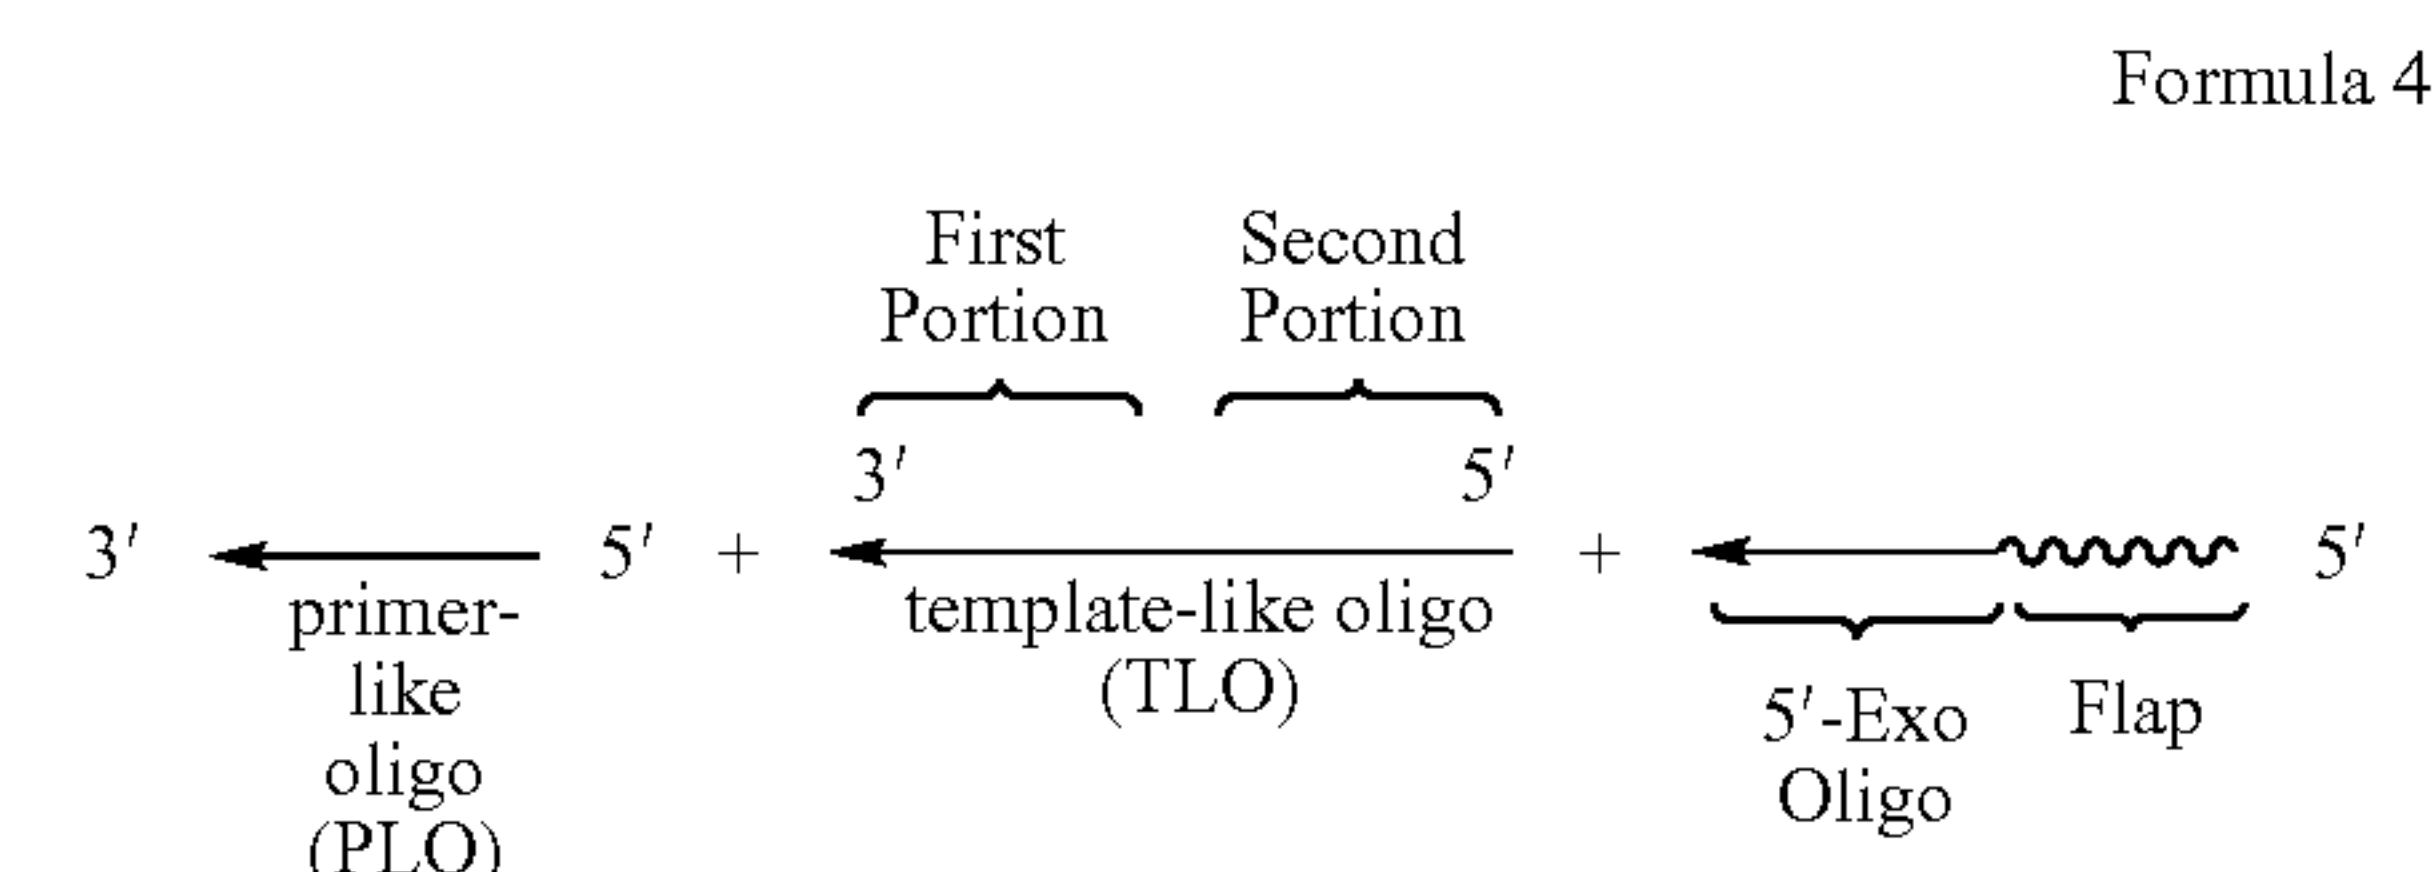 Formula 4
First
Portion
Second
Portion
3′
5′
3′
5′ +
+
5′
primer-
like
oligo
(PLO)
template-like oligo
(TLO)
5′-Exo
Oligo
Flap